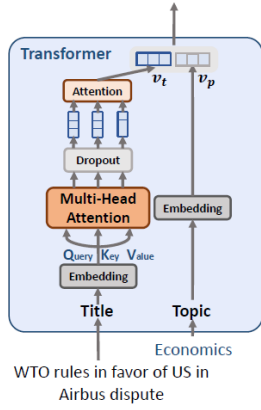 Transformer
v_t
v_p
Attention
Dropout
Multi-Head
Attention
Embedding
Query Key Value
Embedding
Title
Topic
Economics
WTO rules in favor of US in
Airbus dispute